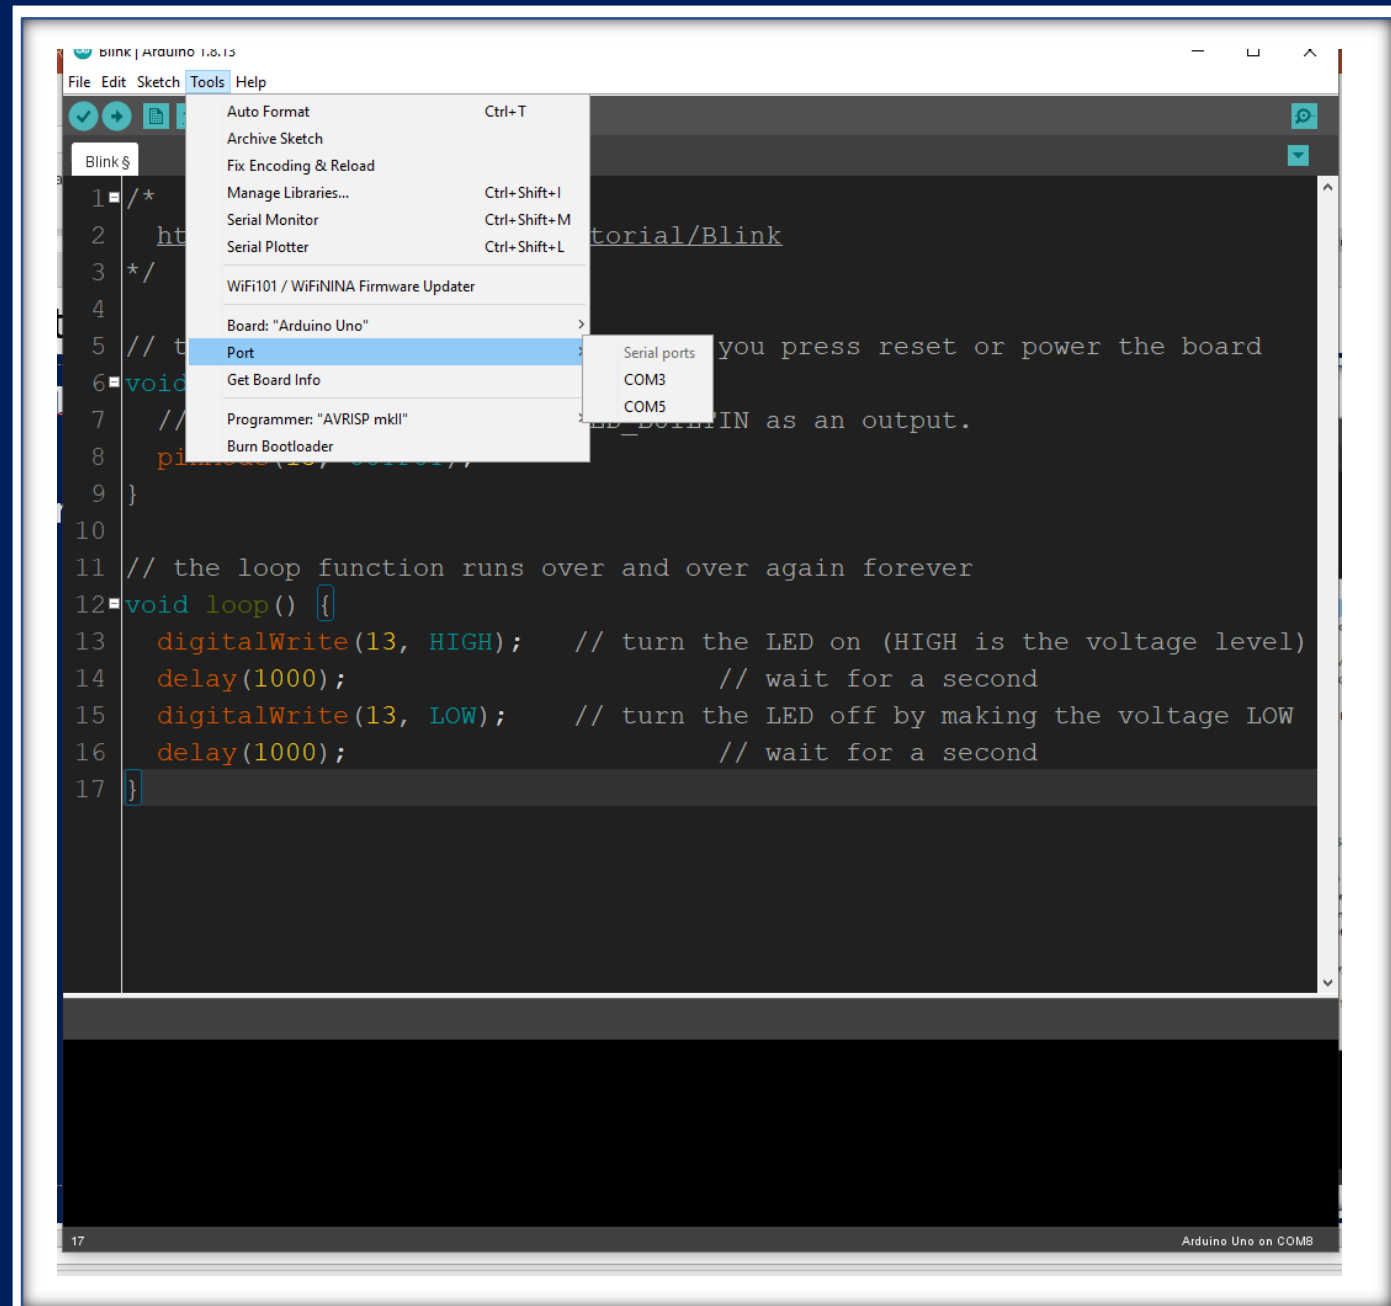 Blink | Arduino 1.8.13
File Edit Sketch Tools Help
Auto Format Ctrl+T
Archive Sketch
Fix Encoding & Reload
Manage Libraries... Ctrl+Shift+I
Serial Monitor Ctrl+Shift+M
Serial Plotter Ctrl+Shift+L
WiFi101 / WiFiNINA Firmware Updater
Board: "Arduino Uno"
Port
Get Board Info
Programmer: "AVRISP mkII"
Burn Bootloader
Serial ports
COM3
COM5
Blink §
1 /*
2 ht torial/Blink
3 */
4
5 // t you press reset or power the board
6 void
7 // LED_BUILTIN as an output.
8 pinMode(13, OUTPUT);
9 }
10
11 // the loop function runs over and over again forever
12 void loop() {
13 digitalWrite(13, HIGH); // turn the LED on (HIGH is the voltage level)
14 delay(1000); // wait for a second
15 digitalWrite(13, LOW); // turn the LED off by making the voltage LOW
16 delay(1000); // wait for a second
17 }
17
Arduino Uno on COM8